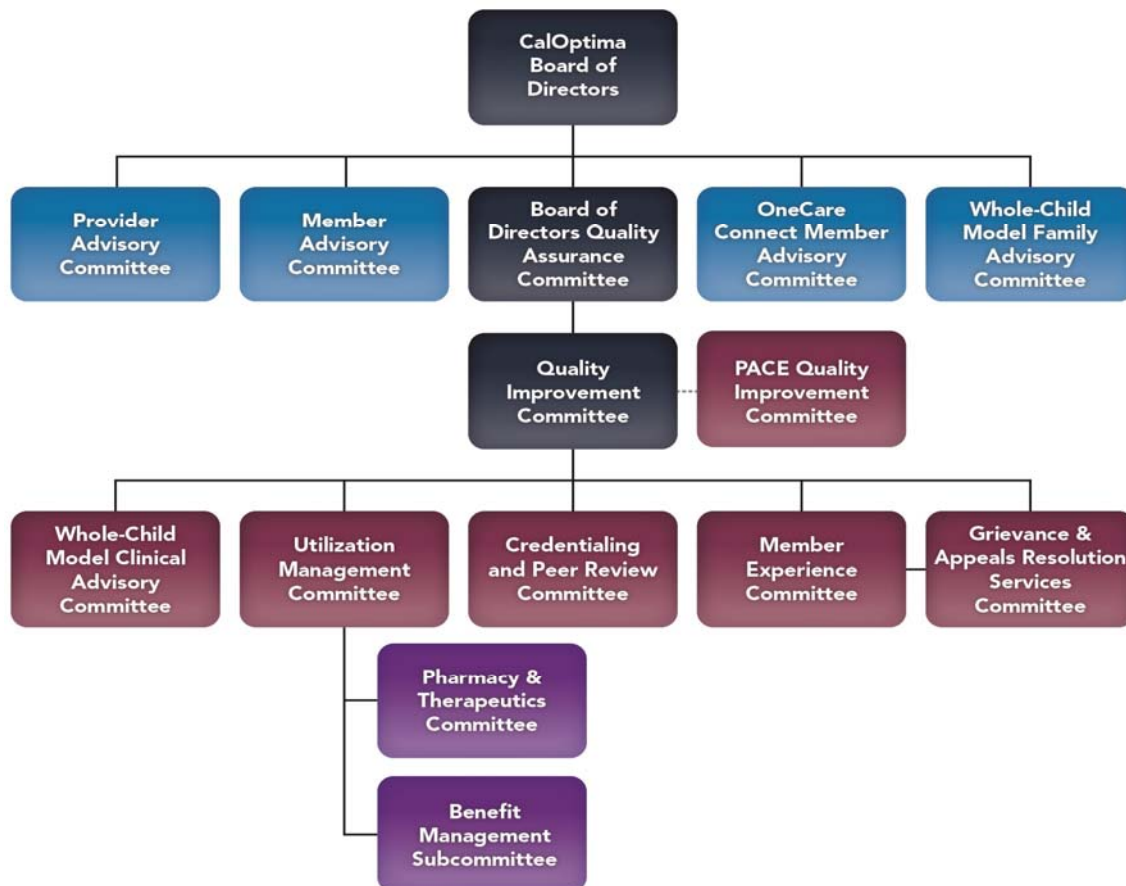 CalOptima
Board of
Directors
Provider
Advisory
Committee
Member
Advisory
Committee
Board of
Directors Quality
Assurance
Committee
OneCare
Connect Member
Advisory
Committee
Whole-Child
Model Family
Advisory
Committee
Quality
Improvement
Committee
PACE Quality
Improvement
Committee
Whole-Child
Model Clinical
Advisory
Committee
Utilization
Management
Committee
Credentialing
and Peer Review
Committee
Member
Experience
Committee
Grievance &
Appeals Resolution
Services
Committee
Pharmacy &
Therapeutics
Committee
Benefit
Management
Subcommittee